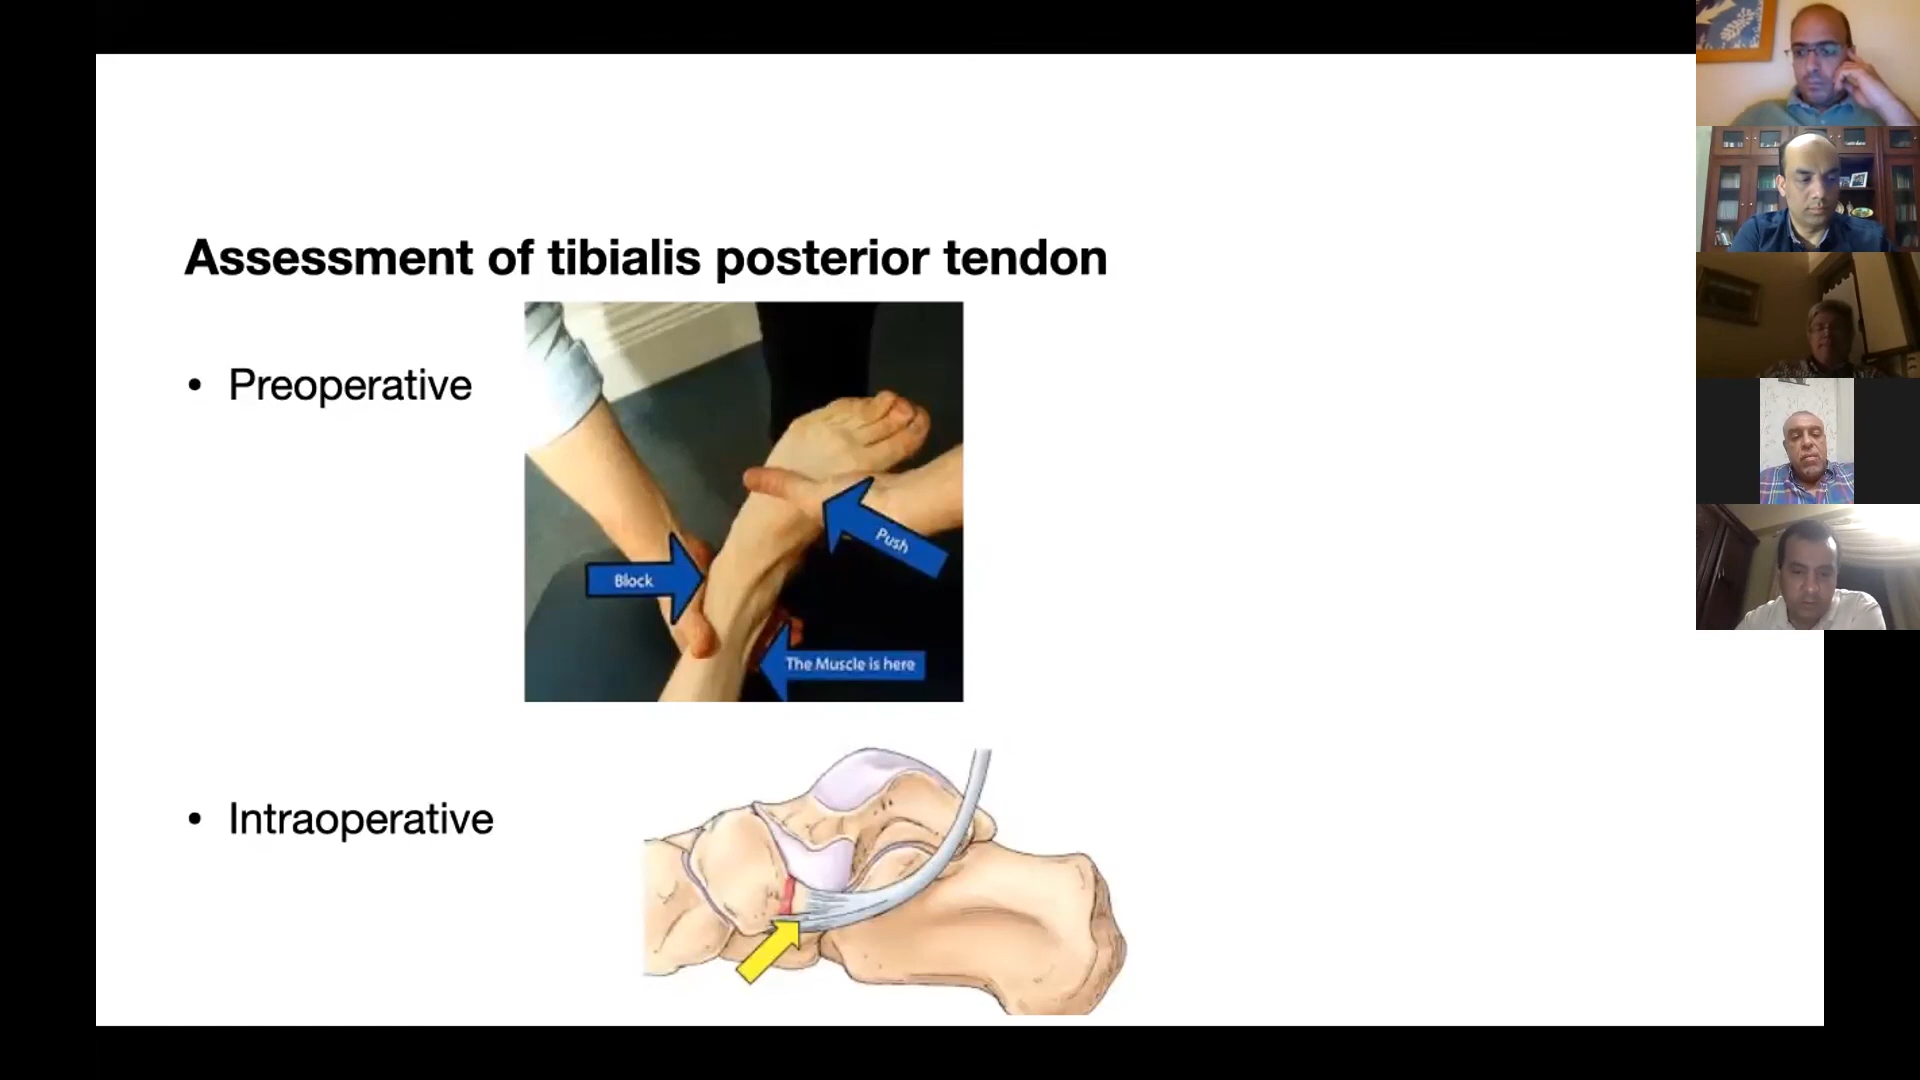 Assessment of tibialis posterior tendon
• Preoperative
Push
Block
The Muscle is here
• Intraoperative